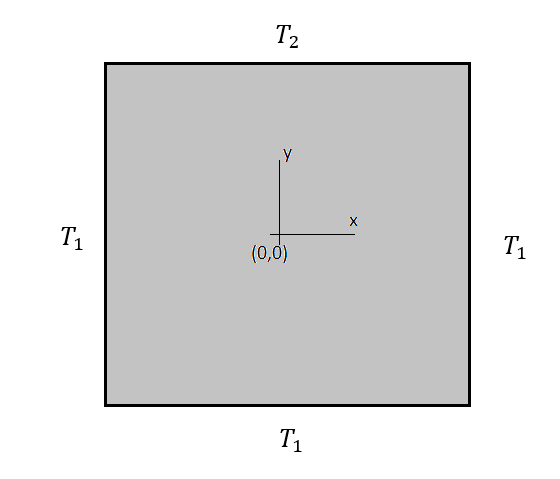 T₂
y
x
T₁
(0,0)
T₁
T₁